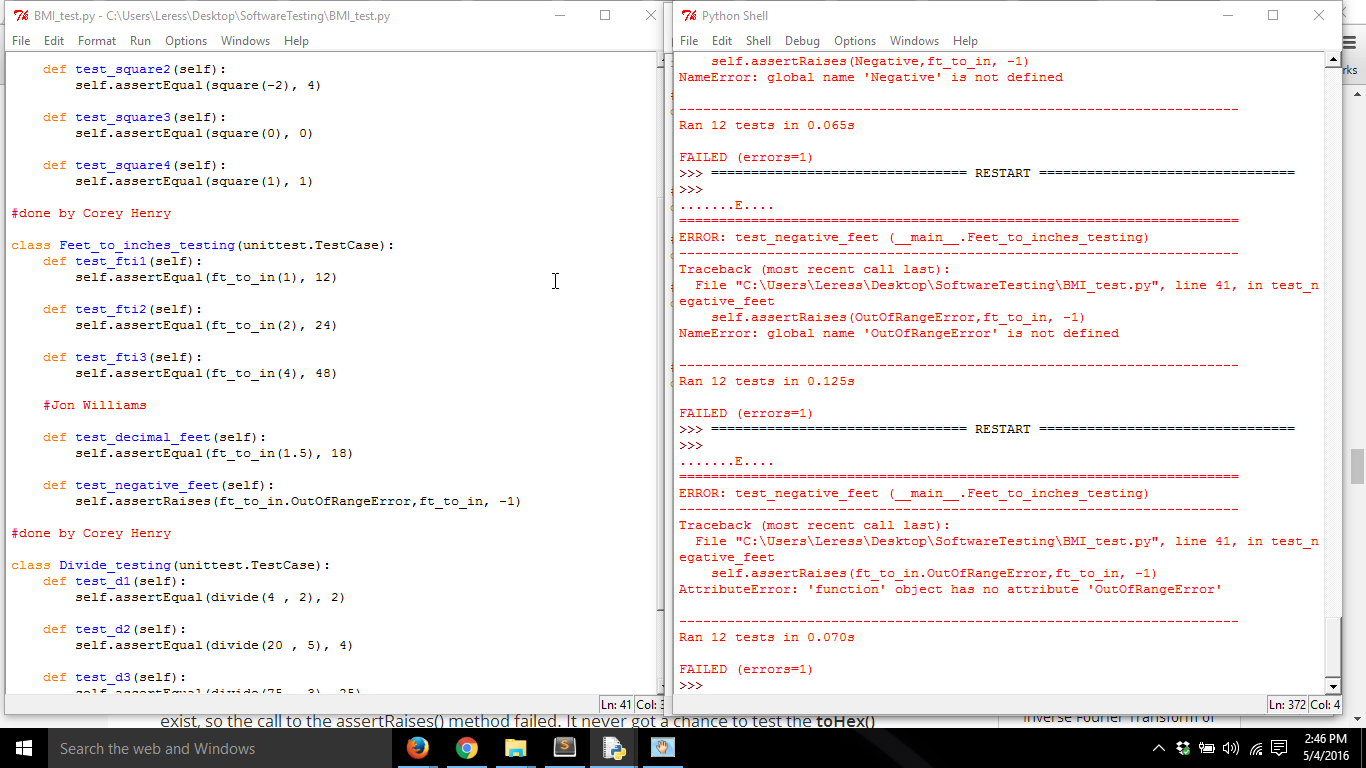 BMI_test.py - C:\Users\Leress\Desktop\SoftwareTesting\BMI_test.py
File Edit Format Run Options Windows Help
def test_square2(self):
self.assertEqual(square(-2), 4)
def test_square3(self):
self.assertEqual(square(0), 0)
def test_square4(self):
self.assertEqual(square(1), 1)
#done by Corey Henry
class Feet_to_inches_testing(unittest.TestCase):
def test_fti1(self):
self.assertEqual(ft_to_in(1), 12)
def test_fti2(self):
self.assertEqual(ft_to_in(2), 24)
def test_fti3(self):
self.assertEqual(ft_to_in(4), 48)
#Jon Williams
def test_decimal_feet(self):
self.assertEqual(ft_to_in(1.5), 18)
def test_negative_feet(self):
self.assertRaises(ft_to_in.OutOfRangeError,ft_to_in, -1)
#done by Corey Henry
class Divide_testing(unittest.TestCase):
def test_d1(self):
self.assertEqual(divide(4 , 2), 2)
def test_d2(self):
self.assertEqual(divide(20 , 5), 4)
def test_d3(self):
self.assertEqual(divide(75 , 3), 25)
Ln: 41 Col: 3
Python Shell
File Edit Shell Debug Options Windows Help
self.assertRaises(Negative,ft_to_in, -1)
NameError: global name 'Negative' is not defined
----------------------------------------------------------------------
Ran 12 tests in 0.065s
FAILED (errors=1)
>>> ================================ RESTART ================================
>>>
.......E....
======================================================================
ERROR: test_negative_feet (__main__.Feet_to_inches_testing)
----------------------------------------------------------------------
Traceback (most recent call last):
File "C:\Users\Leress\Desktop\SoftwareTesting\BMI_test.py", line 41, in test_n
egative_feet
self.assertRaises(OutOfRangeError,ft_to_in, -1)
NameError: global name 'OutOfRangeError' is not defined
----------------------------------------------------------------------
Ran 12 tests in 0.125s
FAILED (errors=1)
>>> ================================ RESTART ================================
>>>
.......E....
======================================================================
ERROR: test_negative_feet (__main__.Feet_to_inches_testing)
----------------------------------------------------------------------
Traceback (most recent call last):
File "C:\Users\Leress\Desktop\SoftwareTesting\BMI_test.py", line 41, in test_n
egative_feet
self.assertRaises(ft_to_in.OutOfRangeError,ft_to_in, -1)
AttributeError: 'function' object has no attribute 'OutOfRangeError'
----------------------------------------------------------------------
Ran 12 tests in 0.070s
FAILED (errors=1)
>>>
Ln: 372 Col: 4
rks
exist, so the call to the assertRaises() method failed. It never got a chance to test the toHex()
Inverse Fourier Transform of
Search the web and Windows
2:46 PM
5/4/2016